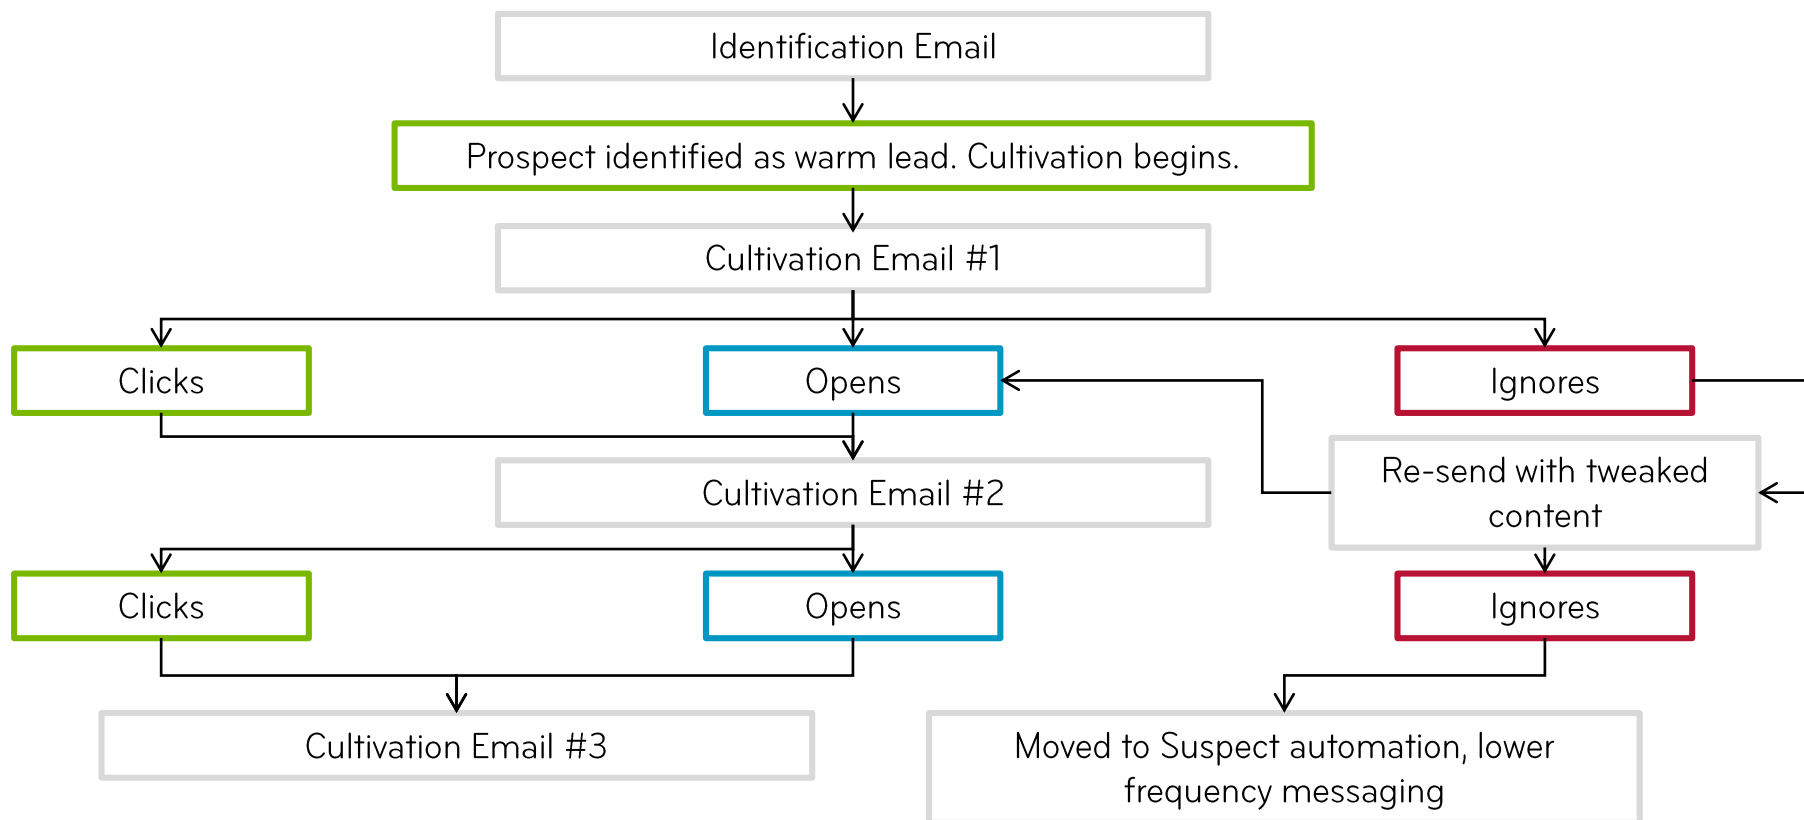 Identification Email
Prospect identified as warm lead. Cultivation begins.
Cultivation Email #1
Clicks
Opens
Ignores
Re-send with tweaked
content
Cultivation Email #2
Clicks
Opens
Ignores
Cultivation Email #3
Moved to Suspect automation, lower
frequency messaging